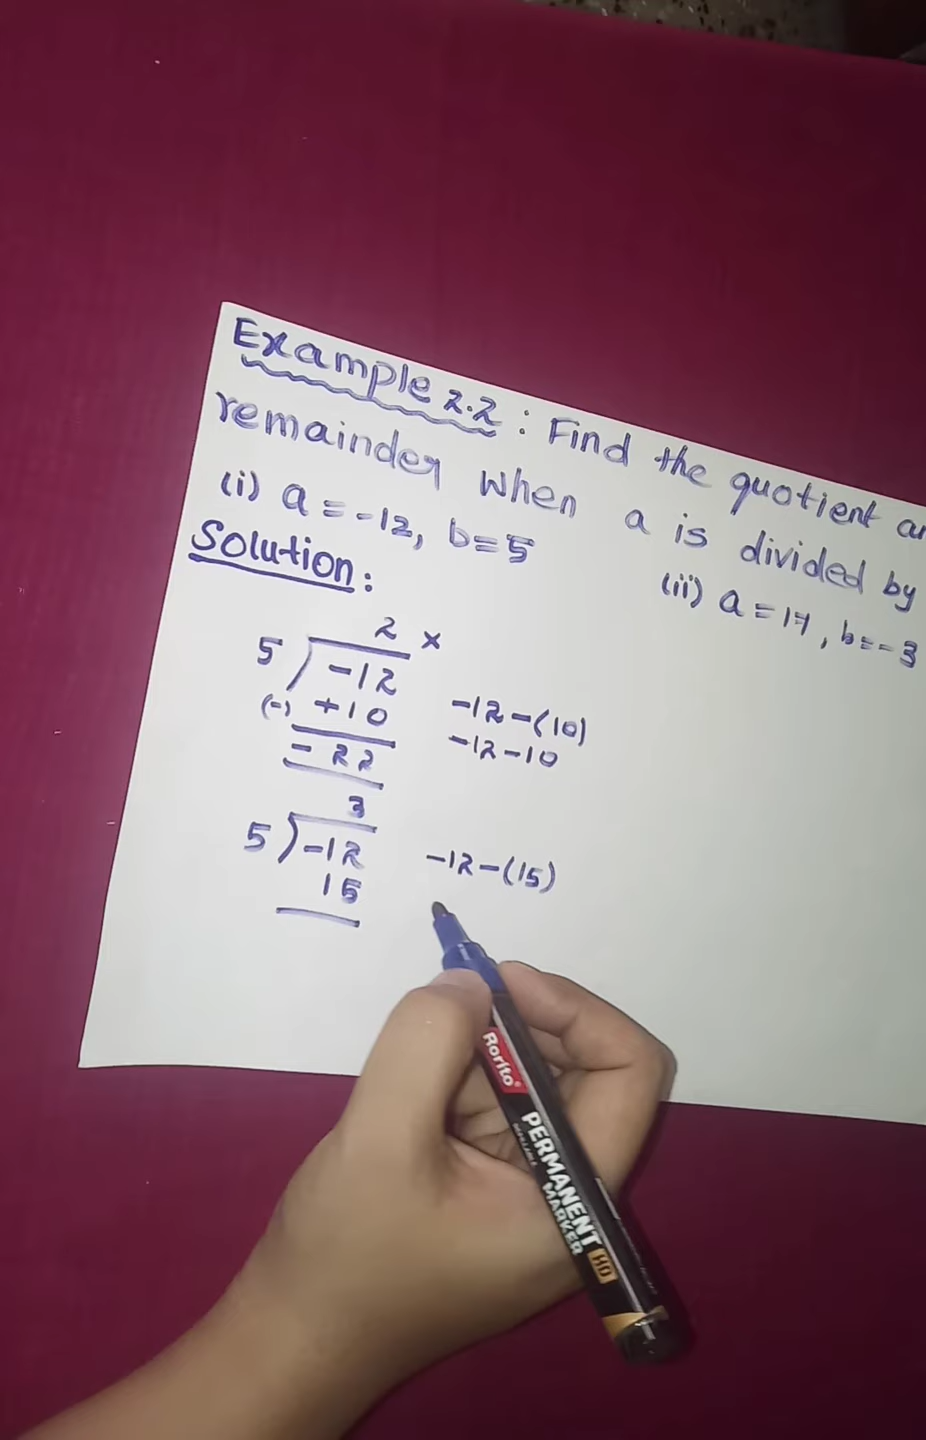 Example 2.2 : Find the quotient
remainder when a is divided by
(i) a = -12, b = 5 (ii) a = 17, b = -3
Solution :
2 x
5 -12
(-) +10 -12-(10)
-22 -12-10
3
5 -12 -12-(15)
15
Rorito
PERMANENT
MARKER HD